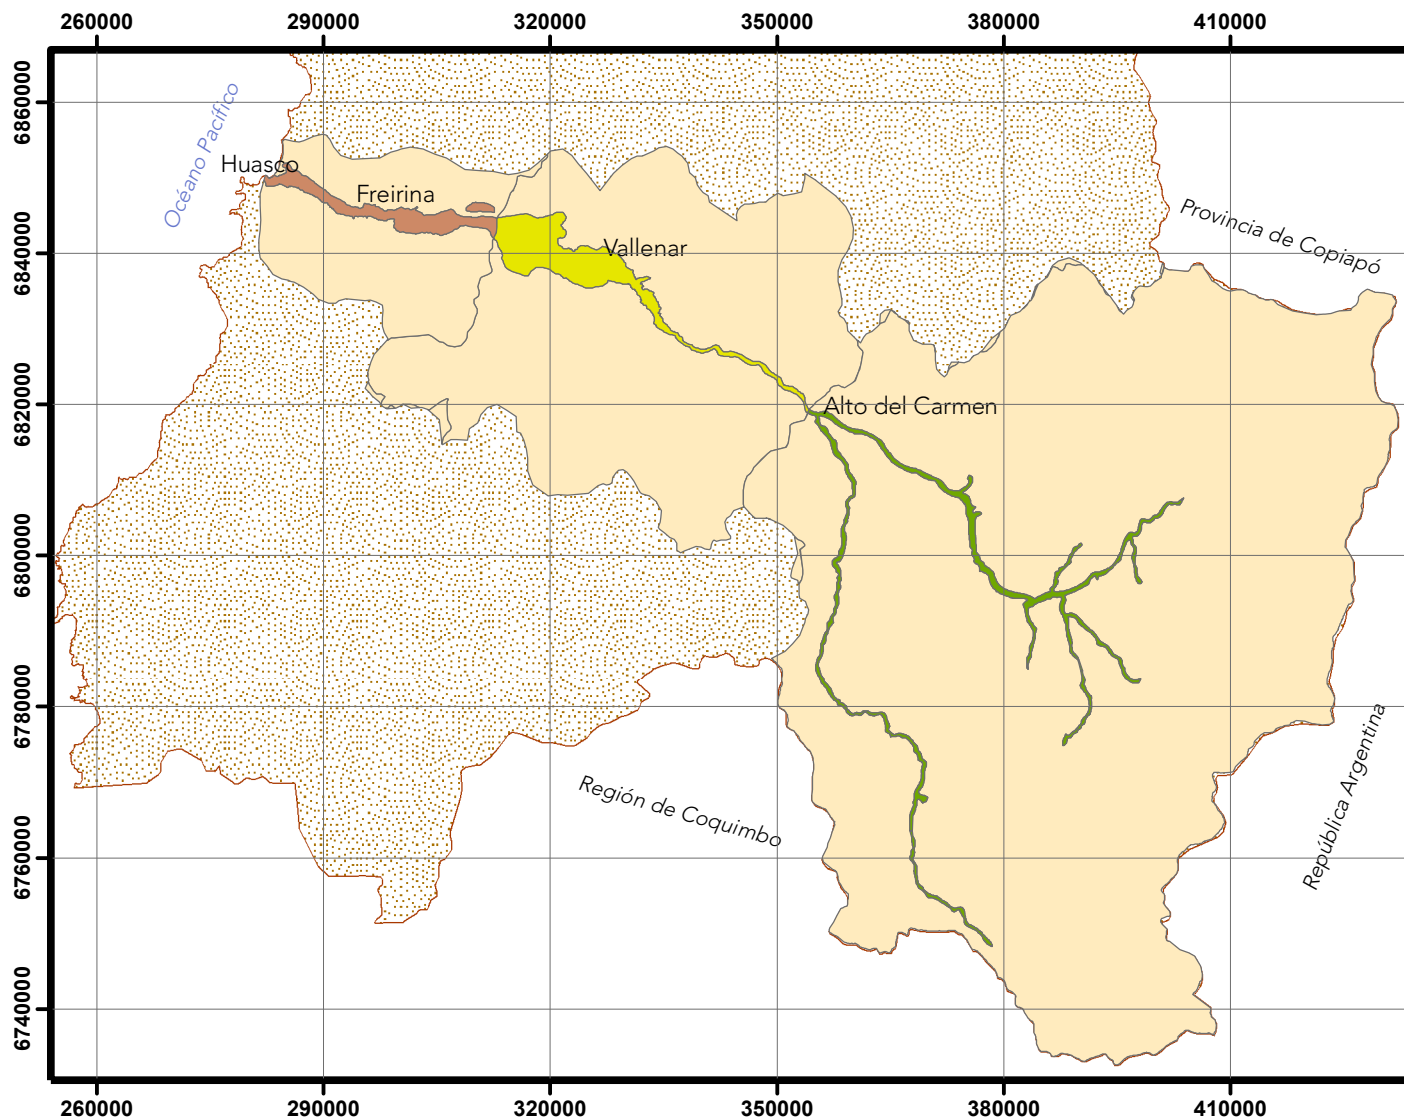 260000 290000 320000 350000 380000 410000
6860000
Océano Pacífico
Huasco
Freirina
Provincia de Copiapó
6840000
Vallenar
6820000
Alto del Carmen
6800000
6780000
República Argentina
Región de Coquimbo
6760000
6740000
260000 290000 320000 350000 380000 410000